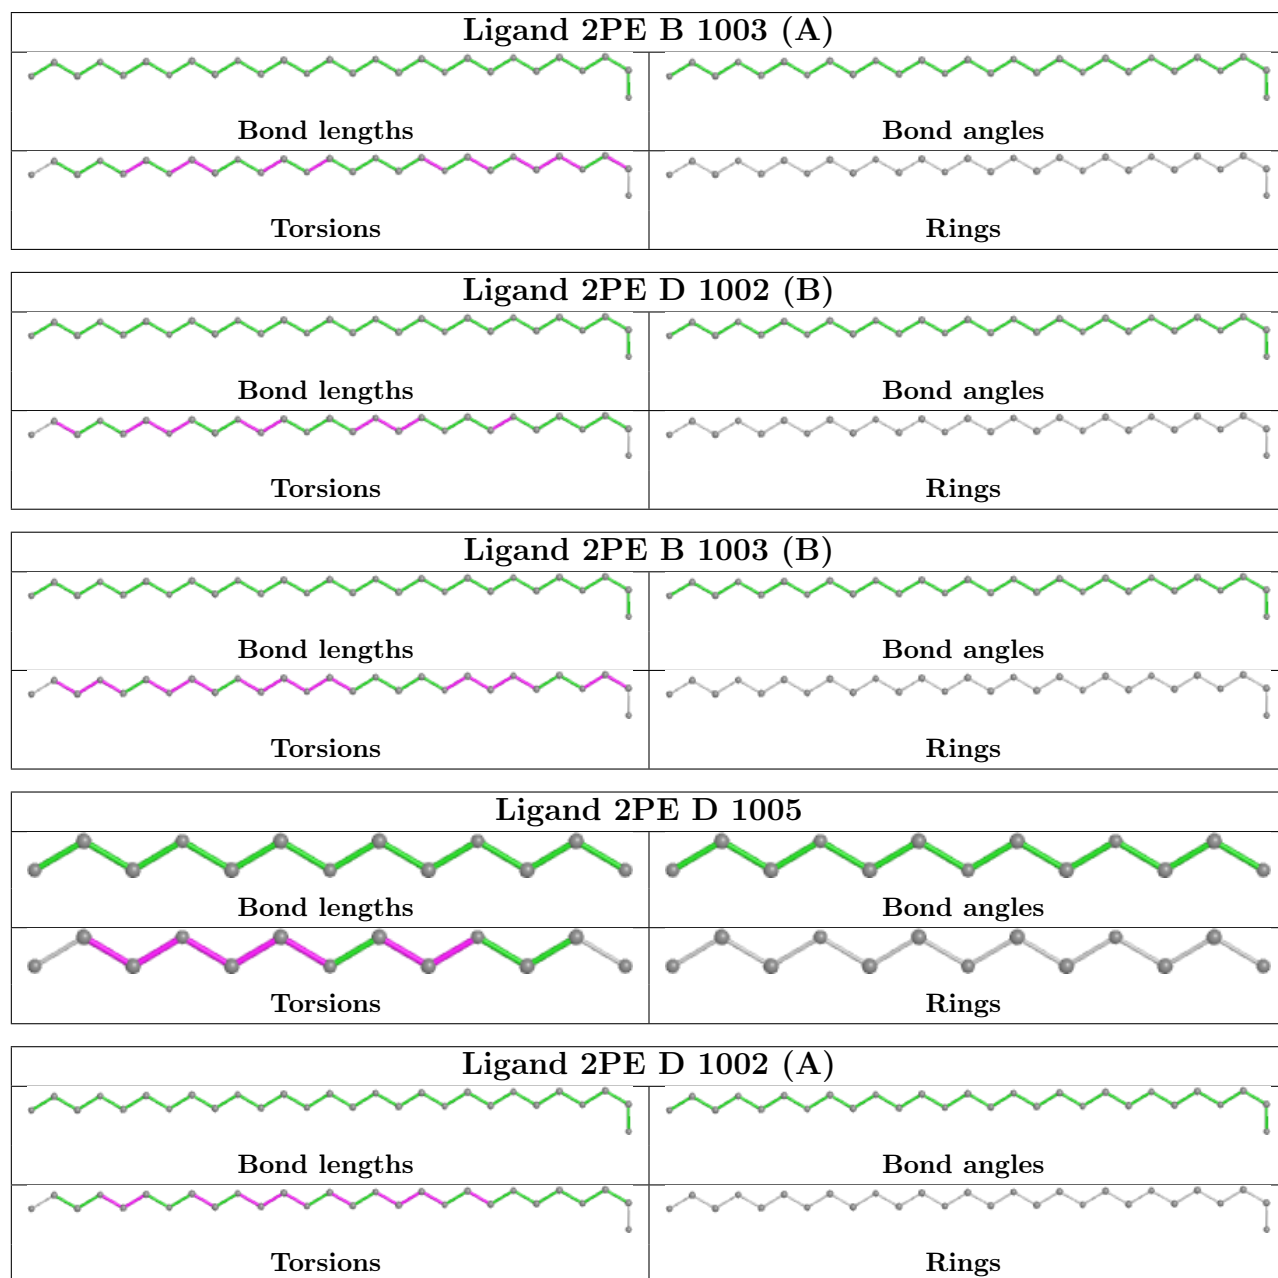 Ligand 2PE B 1003 (A)
Bond lengths Bond angles
Torsions Rings
Ligand 2PE D 1002 (B)
Bond lengths Bond angles
Torsions Rings
Ligand 2PE B 1003 (B)
Bond lengths Bond angles
Torsions Rings
Ligand 2PE D 1005
Bond lengths Bond angles
Torsions Rings
Ligand 2PE D 1002 (A)
Bond lengths Bond angles
Torsions Rings